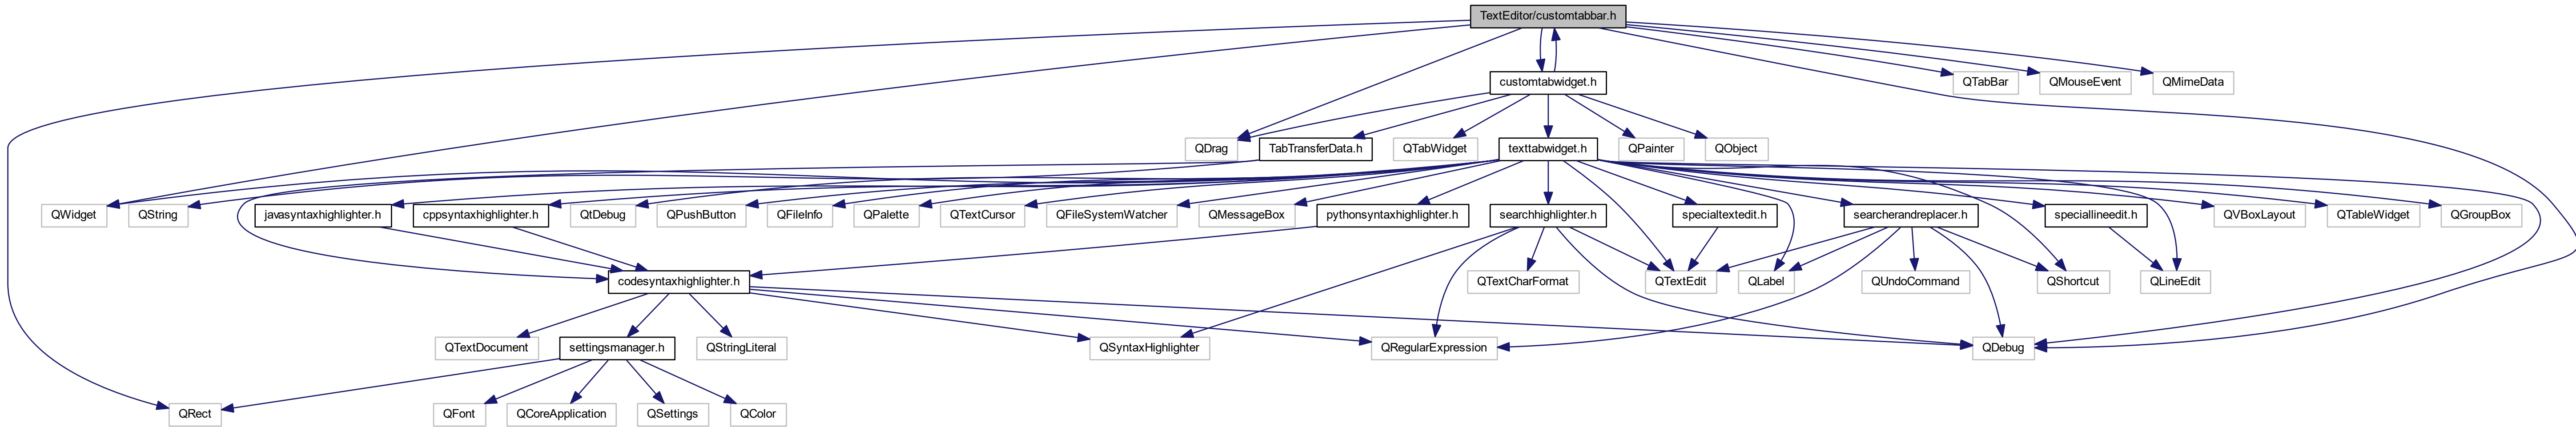 TextEditor/customtabbar.h
customtabwidget.h
QTabBar
QMouseEvent
QMimeData
QDrag
TabTransferData.h
QTabWidget
texttabwidget.h
QPainter
QObject
QWidget
QString
javasyntaxhighlighter.h
cppsyntaxhighlighter.h
QtDebug
QPushButton
QFileInfo
QPalette
QTextCursor
QFileSystemWatcher
QMessageBox
pythonsyntaxhighlighter.h
searchhighlighter.h
specialtextedit.h
searcherandreplacer.h
speciallineedit.h
QVBoxLayout
QTableWidget
QGroupBox
codesyntaxhighlighter.h
QTextCharFormat
QTextEdit
QLabel
QUndoCommand
QShortcut
QLineEdit
QTextDocument
settingsmanager.h
QStringLiteral
QSyntaxHighlighter
QRegularExpression
QDebug
QRect
QFont
QCoreApplication
QSettings
QColor